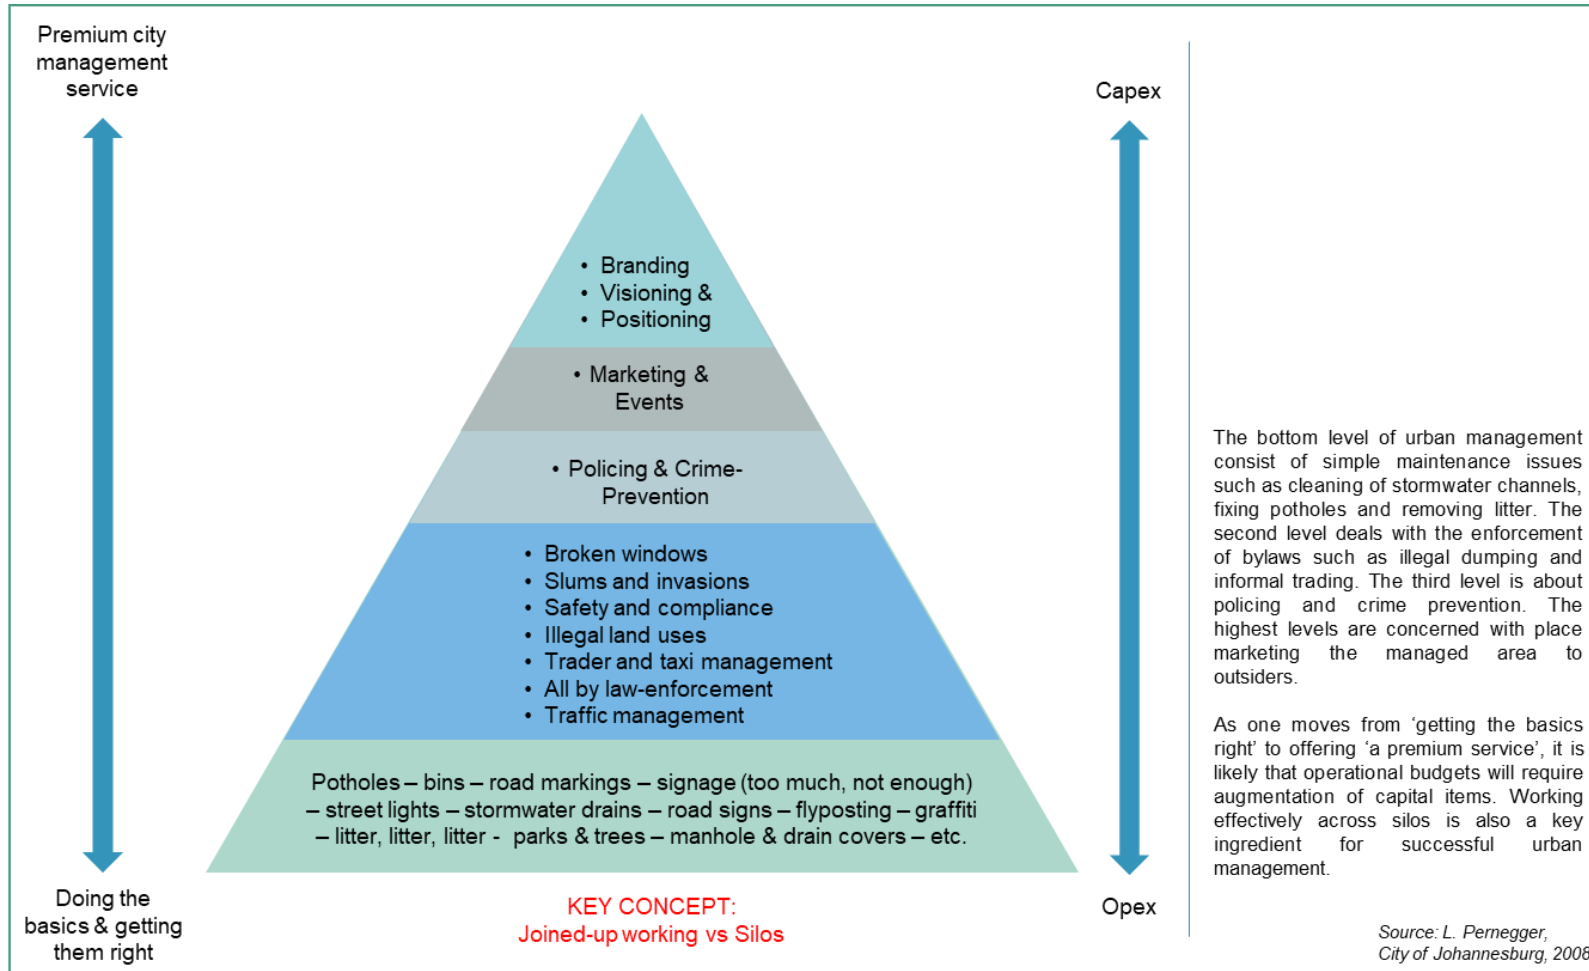 Premium city
management
service
Capex
• Branding
• Visioning &
• Positioning
• Marketing &
Events
• Policing & Crime-
Prevention
• Broken windows
• Slums and invasions
• Safety and compliance
• Illegal land uses
• Trader and taxi management
• All by law-enforcement
• Traffic management
Potholes – bins – road markings – signage (too much, not enough)
– street lights – stormwater drains – road signs – flyposting – graffiti
– litter, litter, litter - parks & trees – manhole & drain covers – etc.
Doing the
basics & getting
them right
KEY CONCEPT:
Joined-up working vs Silos
Opex
The bottom level of urban management
consist of simple maintenance issues
such as cleaning of stormwater channels,
fixing potholes and removing litter. The
second level deals with the enforcement
of bylaws such as illegal dumping and
informal trading. The third level is about
policing and crime prevention. The
highest levels are concerned with place
marketing the managed area to
outsiders.
As one moves from ‘getting the basics
right’ to offering ‘a premium service’, it is
likely that operational budgets will require
augmentation of capital items. Working
effectively across silos is also a key
ingredient for successful urban
management.
Source: L. Pernegger,
City of Johannesburg, 2008